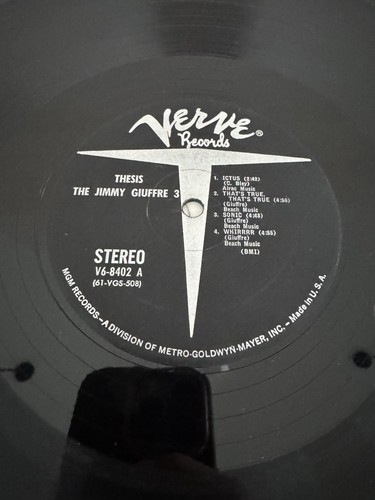 Verve®
Records
THESIS
THE JIMMY GIUFFRE 3
STEREO
V6-8402 A
(61-VGS-508)
1. ICTUS (2:42)
(C. Bley)
Alrac Music
2. THAT'S TRUE,
THAT'S TRUE (4:55)
(Giuffre)
Beach Music
3. SONIC (4:48)
(Giuffre)
Beach Music
4. WHIRRRR (4:55)
(Giuffre)
Beach Music
(BMI)
MGM RECORDS—A DIVISION OF METRO-GOLDWYN-MAYER, INC. — Made in U.S.A.